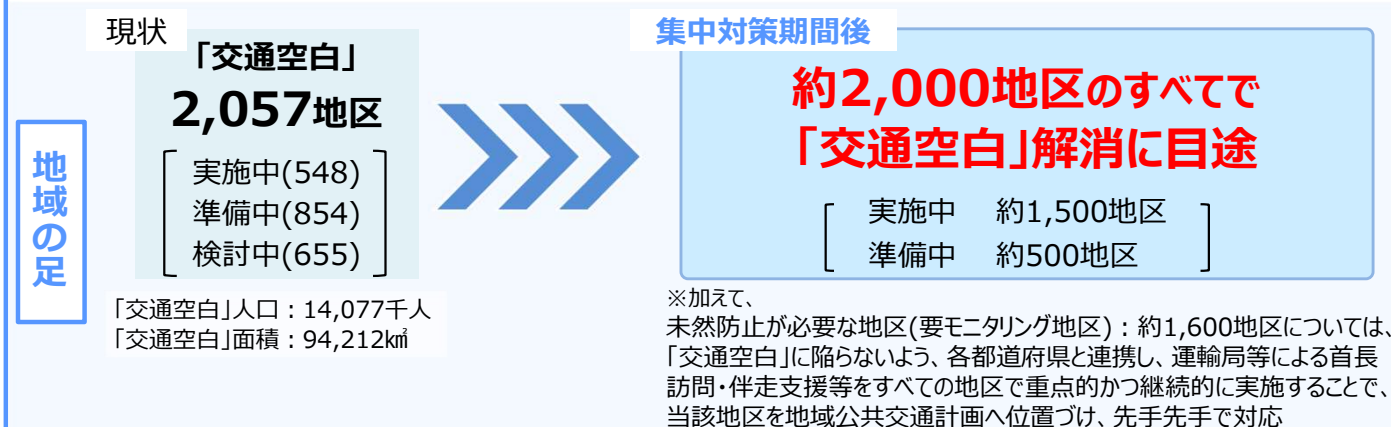 地域の足
現状
「交通空白」
2,057地区
実施中(548)
準備中(854)
検討中(655)
「交通空白」人口：14,077千人
「交通空白」面積：94,212㎢
集中対策期間後
約2,000地区のすべてで
「交通空白」解消に目途
実施中　約1,500地区
準備中　約500地区
※加えて、
未然防止が必要な地区(要モニタリング地区)：約1,600地区については、
「交通空白」に陥らないよう、各都道府県と連携し、運輸局等による首長
訪問・伴走支援等をすべての地区で重点的かつ継続的に実施することで、
当該地区を地域公共交通計画へ位置づけ、先手先手で対応